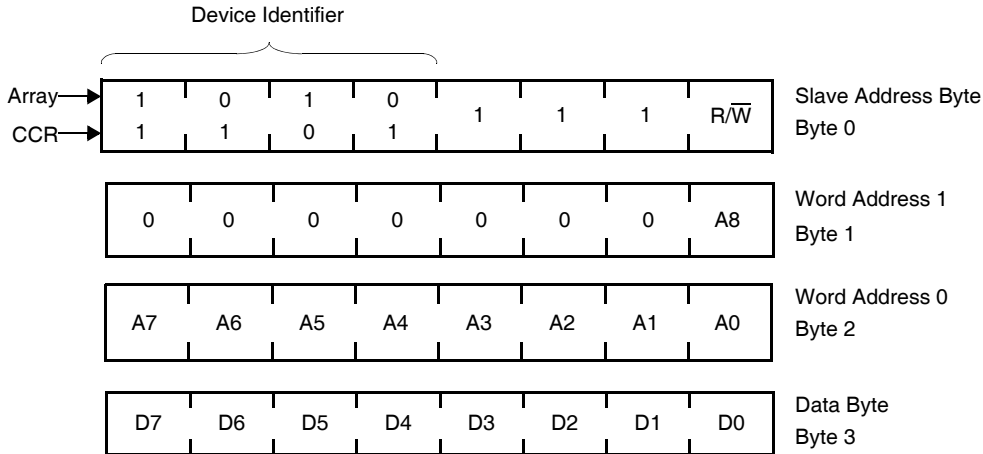 Device Identifier
Array 1 0 1 0 1 1 1 R/W̅ Slave Address Byte
CCR 1 1 0 1 Byte 0
0 0 0 0 0 0 0 A8 Word Address 1
Byte 1
A7 A6 A5 A4 A3 A2 A1 A0 Word Address 0
Byte 2
D7 D6 D5 D4 D3 D2 D1 D0 Data Byte
Byte 3